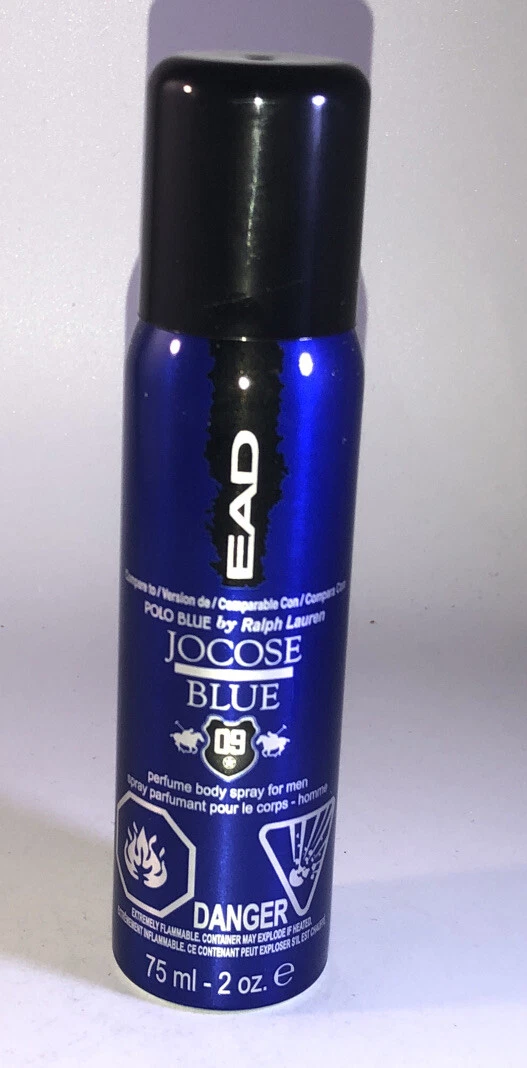 EAD
Compare to / Version de / Comparable Con / Compara Con
POLO BLUE by Ralph Lauren
JOCOSE
BLUE
09
perfume body spray for men
spray parfumant pour le corps - homme
DANGER
EXTREMELY FLAMMABLE. CONTAINER MAY EXPLODE IF HEATED.
EXTRÊMEMENT INFLAMMABLE. CE CONTENANT PEUT EXPLOSER S'IL EST CHAUFFÉ.
75 ml - 2 oz. e